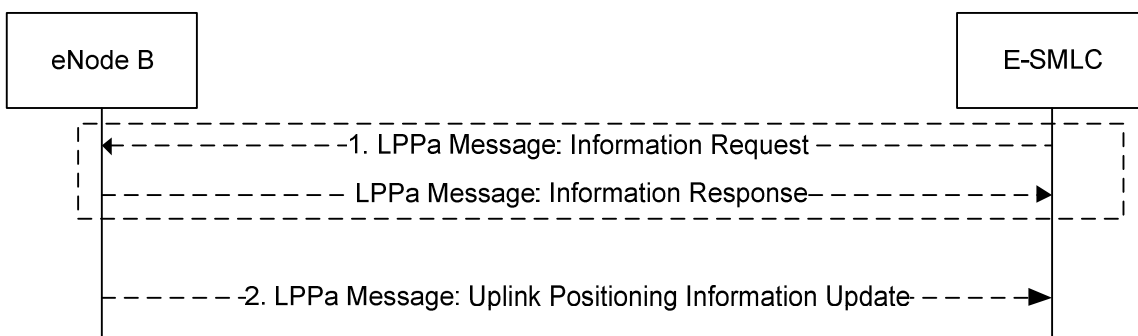 eNode B
E-SMLC
1. LPPa Message: Information Request
LPPa Message: Information Response
2. LPPa Message: Uplink Positioning Information Update